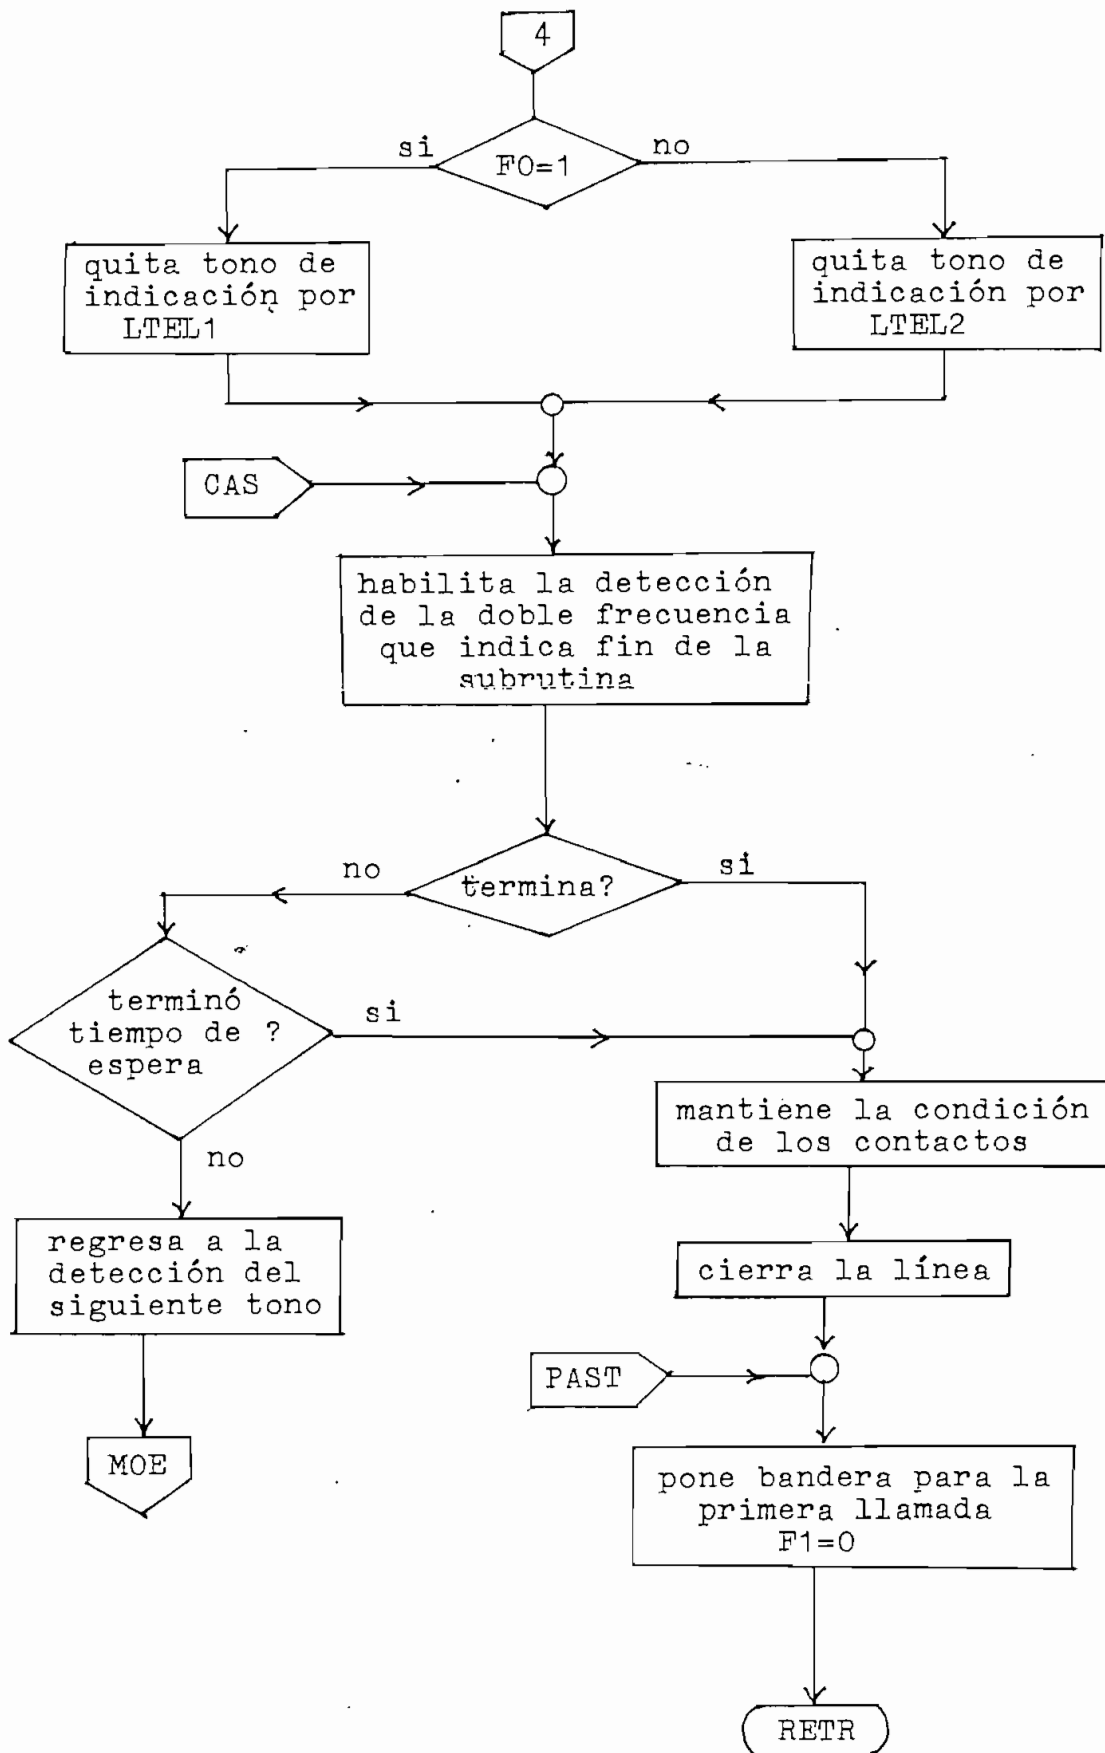 4
si
no
FO=1
quita tono de
indicación por
LTEL1
quita tono de
indicación por
LTEL2
CAS
habilita la detección
de la doble frecuencia
que indica fin de la
subrutina
no
termina?
si
terminó
tiempo de ?
espera
si
mantiene la condición
de los contactos
no
regresa a la
detección del
siguiente tono
cierra la línea
PAST
MOE
pone bandera para la
primera llamada
F1=0
RETR